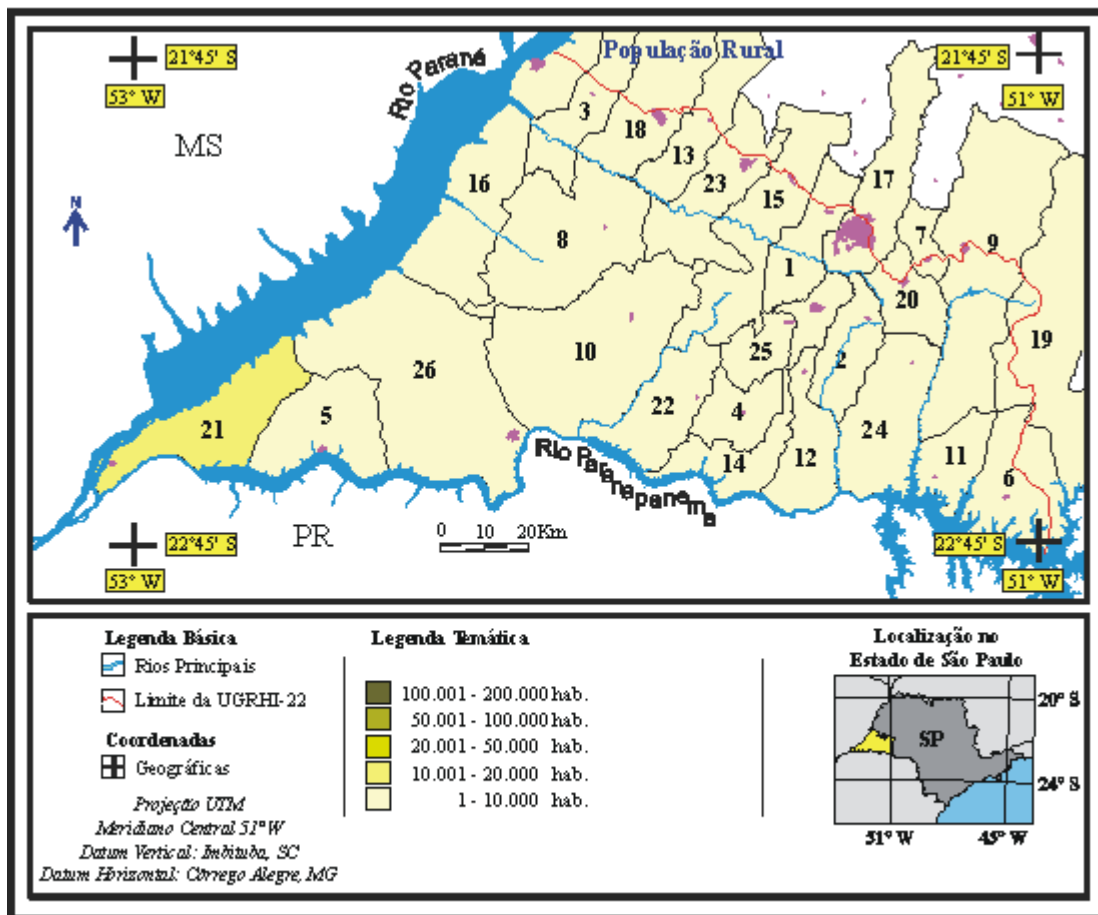 População Rural
21°45' S
53° W
21°45' S
51° W
Rio Paraná
MS
N
3
18
13
23
16
15
17
8
7
9
1
20
10
25
2
19
26
22
4
5
21
24
14
12
11
6
Rio Paranapanema
PR
0 10 20Km
22°45' S
53° W
22°45' S
51° W
Legenda Básica
Rios Principais
Limite da UGRHI-22
Coordenadas
Geográficas
Projeção UTM
Meridiano Central 51°W
Datum Vertical: Imbituba, SC
Datum Horizontal: Córrego Alegre, MG
Legenda Temática
100.001 - 200.000 hab.
50.001 - 100.000 hab.
20.001 - 50.000 hab.
10.001 - 20.000 hab.
1 - 10.000 hab.
Localização no
Estado de São Paulo
20° S
SP
24° S
51° W
45° W